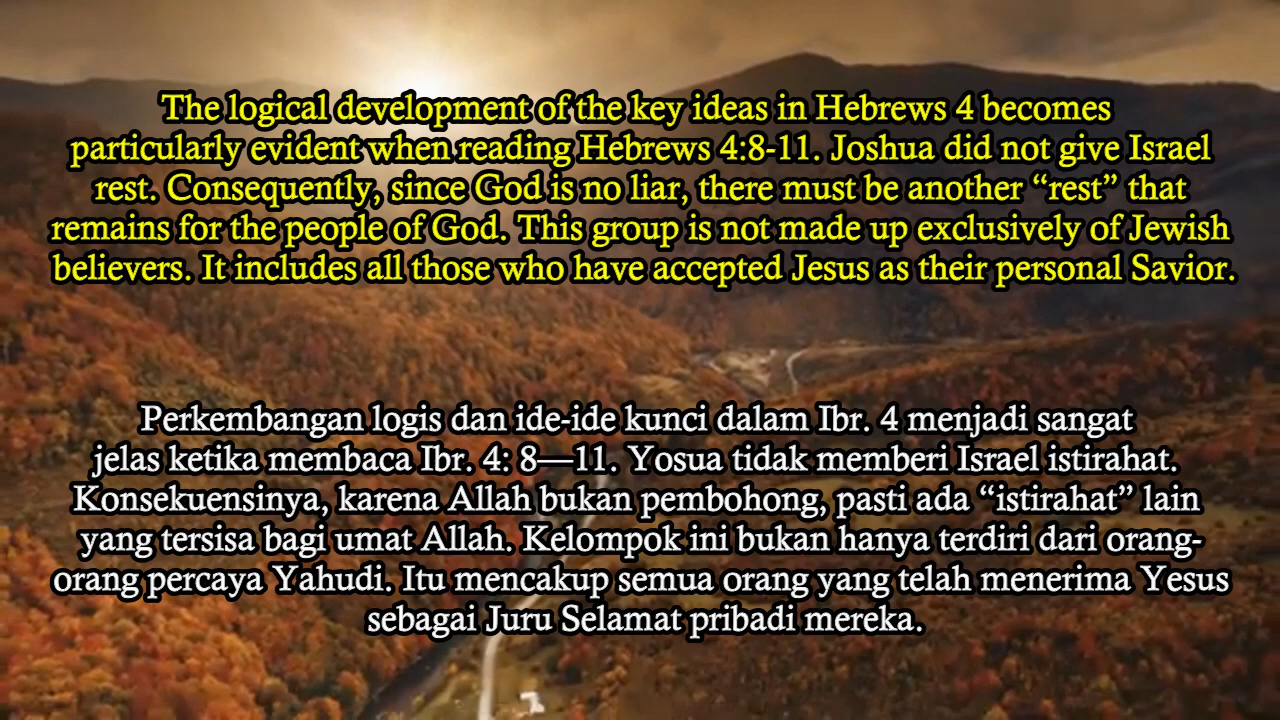 The logical development of the key ideas in Hebrews 4 becomes
particularly evident when reading Hebrews 4:8-11. Joshua did not give Israel
rest. Consequently, since God is no liar, there must be another “rest” that
remains for the people of God. This group is not made up exclusively of Jewish
believers. It includes all those who have accepted Jesus as their personal Savior.
Perkembangan logis dan ide-ide kunci dalam Ibr. 4 menjadi sangat
jelas ketika membaca Ibr. 4: 8—11. Yosua tidak memberi Israel istirahat.
Konsekuensinya, karena Allah bukan pembohong, pasti ada “istirahat” lain
yang tersisa bagi umat Allah. Kelompok ini bukan hanya terdiri dari orang-
orang percaya Yahudi. Itu mencakup semua orang yang telah menerima Yesus
sebagai Juru Selamat pribadi mereka.